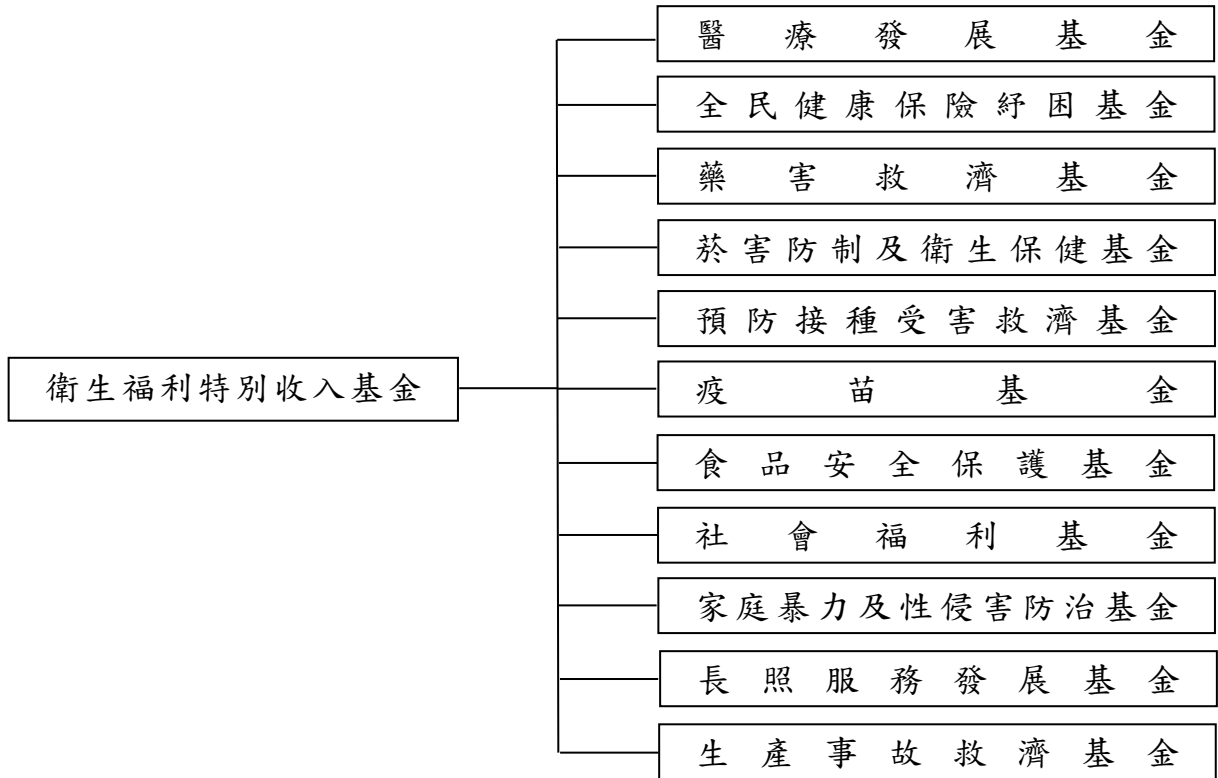 醫療發展基金
全民健康保險紓困基金
藥害救濟基金
菸害防制及衛生保健基金
預防接種受害救濟基金
衛生福利特別收入基金
疫苗基金
食品安全保護基金
社會福利基金
家庭暴力及性侵害防治基金
長照服務發展基金
生產事故救濟基金